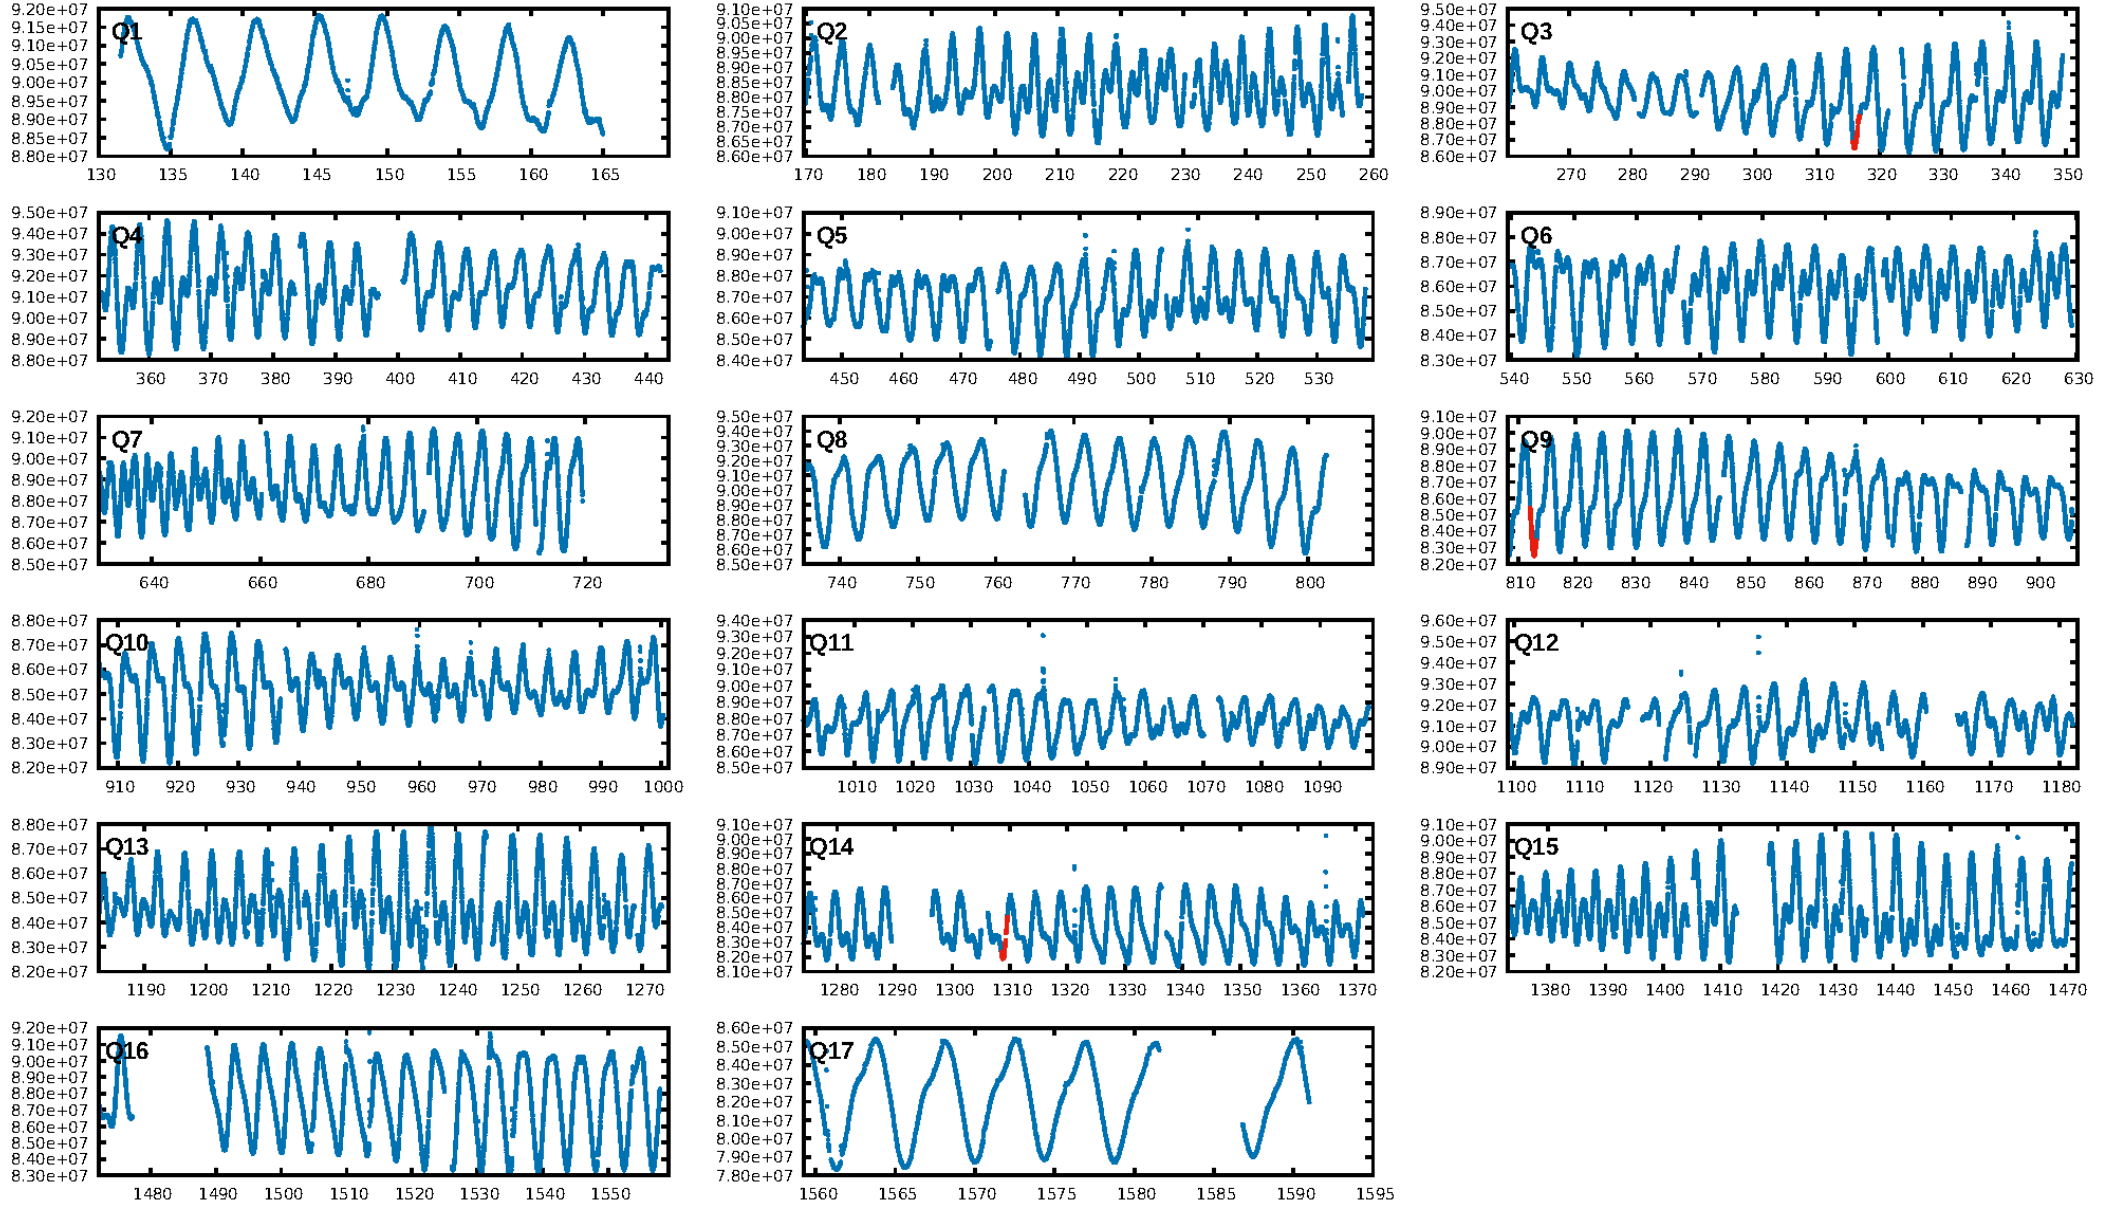 9.20e+07
9.15e+07
9.10e+07
9.05e+07
9.00e+07
8.95e+07
8.90e+07
8.85e+07
8.80e+07
Q1
130 135 140 145 150 155 160 165
9.10e+07
9.05e+07
9.00e+07
8.95e+07
8.90e+07
8.85e+07
8.80e+07
8.75e+07
8.70e+07
8.65e+07
8.60e+07
Q2
170 180 190 200 210 220 230 240 250 260
9.50e+07
9.40e+07
9.30e+07
9.20e+07
9.10e+07
9.00e+07
8.90e+07
8.80e+07
8.70e+07
8.60e+07
Q3
270 280 290 300 310 320 330 340 350
9.50e+07
9.40e+07
9.30e+07
9.20e+07
9.10e+07
9.00e+07
8.90e+07
8.80e+07
Q4
360 370 380 390 400 410 420 430 440
9.10e+07
9.00e+07
8.90e+07
8.80e+07
8.70e+07
8.60e+07
8.50e+07
8.40e+07
Q5
450 460 470 480 490 500 510 520 530
8.90e+07
8.80e+07
8.70e+07
8.60e+07
8.50e+07
8.40e+07
8.30e+07
Q6
540 550 560 570 580 590 600 610 620 630
9.20e+07
9.10e+07
9.00e+07
8.90e+07
8.80e+07
8.70e+07
8.60e+07
8.50e+07
Q7
640 660 680 700 720
9.50e+07
9.40e+07
9.30e+07
9.20e+07
9.10e+07
9.00e+07
8.90e+07
8.80e+07
8.70e+07
8.60e+07
8.50e+07
Q8
740 750 760 770 780 790 800
9.10e+07
9.00e+07
8.90e+07
8.80e+07
8.70e+07
8.60e+07
8.50e+07
8.40e+07
8.30e+07
8.20e+07
Q9
810 820 830 840 850 860 870 880 890 900
8.80e+07
8.70e+07
8.60e+07
8.50e+07
8.40e+07
8.30e+07
8.20e+07
Q10
910 920 930 940 950 960 970 980 990 1000
9.40e+07
9.30e+07
9.20e+07
9.10e+07
9.00e+07
8.90e+07
8.80e+07
8.70e+07
8.60e+07
8.50e+07
Q11
1010 1020 1030 1040 1050 1060 1070 1080 1090
9.60e+07
9.50e+07
9.40e+07
9.30e+07
9.20e+07
9.10e+07
9.00e+07
8.90e+07
Q12
1100 1110 1120 1130 1140 1150 1160 1170 1180
8.80e+07
8.70e+07
8.60e+07
8.50e+07
8.40e+07
8.30e+07
8.20e+07
Q13
1190 1200 1210 1220 1230 1240 1250 1260 1270
9.10e+07
9.00e+07
8.90e+07
8.80e+07
8.70e+07
8.60e+07
8.50e+07
8.40e+07
8.30e+07
8.20e+07
8.10e+07
Q14
1280 1290 1300 1310 1320 1330 1340 1350 1360 1370
9.10e+07
9.00e+07
8.90e+07
8.80e+07
8.70e+07
8.60e+07
8.50e+07
8.40e+07
8.30e+07
8.20e+07
Q15
1380 1390 1400 1410 1420 1430 1440 1450 1460 1470
9.20e+07
9.10e+07
9.00e+07
8.90e+07
8.80e+07
8.70e+07
8.60e+07
8.50e+07
8.40e+07
8.30e+07
Q16
1480 1490 1500 1510 1520 1530 1540 1550
8.60e+07
8.50e+07
8.40e+07
8.30e+07
8.20e+07
8.10e+07
8.00e+07
7.90e+07
7.80e+07
Q17
1560 1565 1570 1575 1580 1585 1590 1595